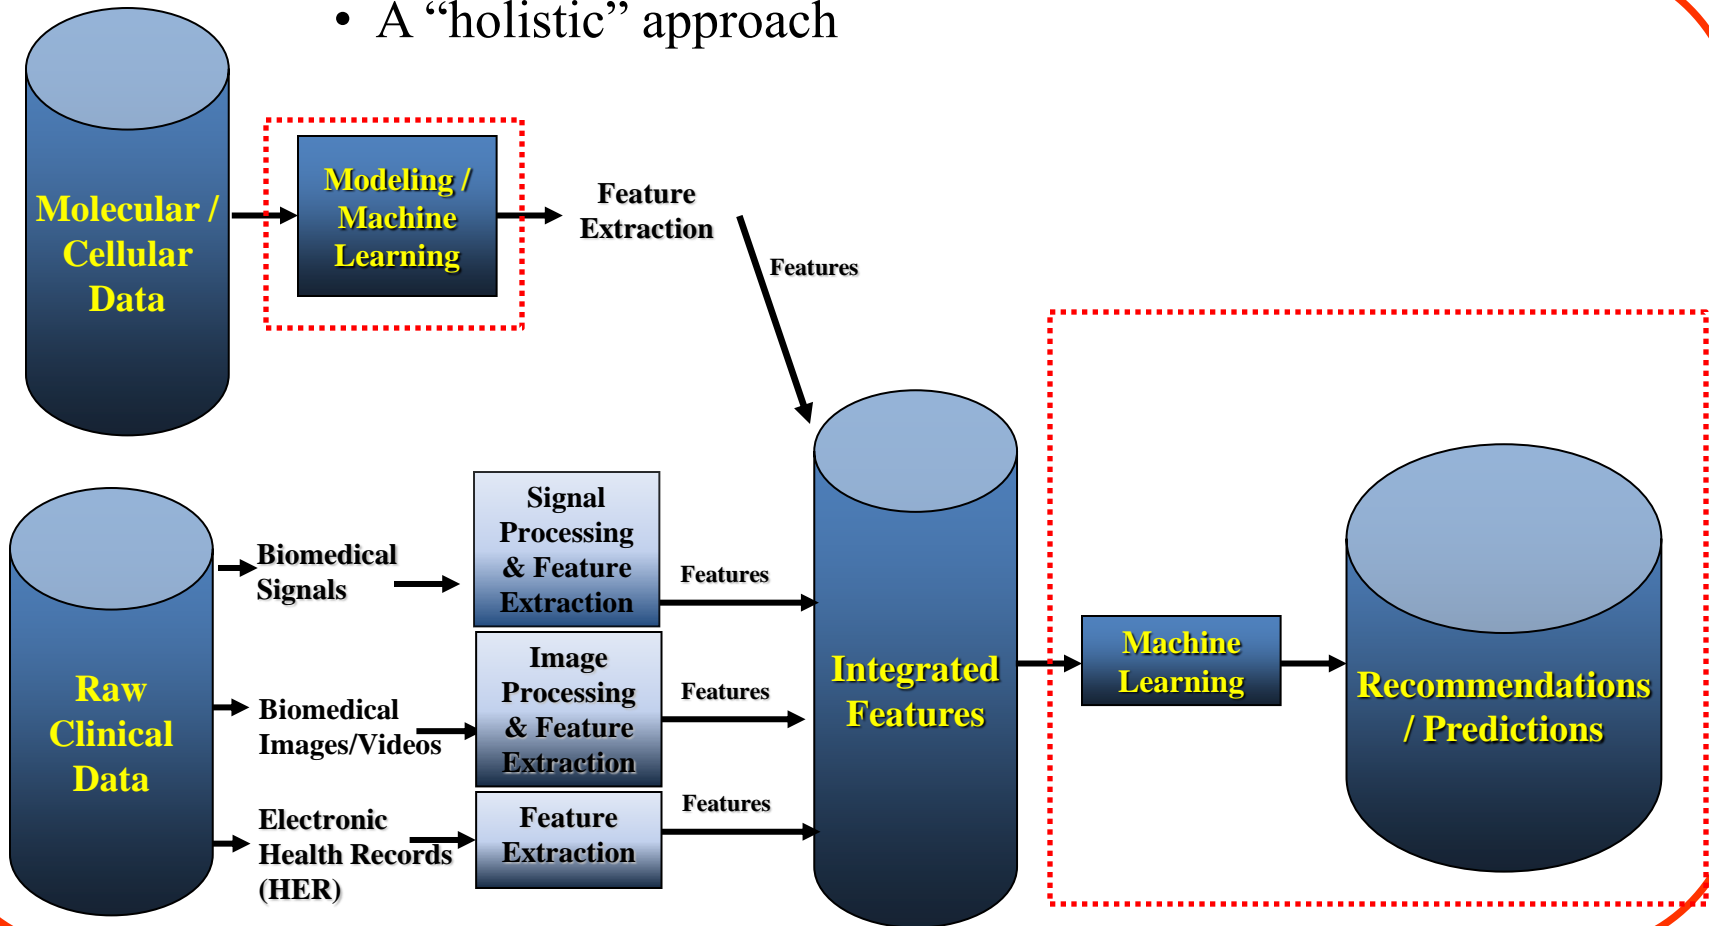 • A “holistic” approach
Molecular /
Cellular
Data
Modeling /
Machine
Learning
Feature
Extraction
Features
Raw
Clinical
Data
Biomedical
Signals
Signal
Processing
& Feature
Extraction
Features
Biomedical
Images/Videos
Image
Processing
& Feature
Extraction
Features
Electronic
Health Records
(HER)
Feature
Extraction
Features
Integrated
Features
Machine
Learning
Recommendations
/ Predictions